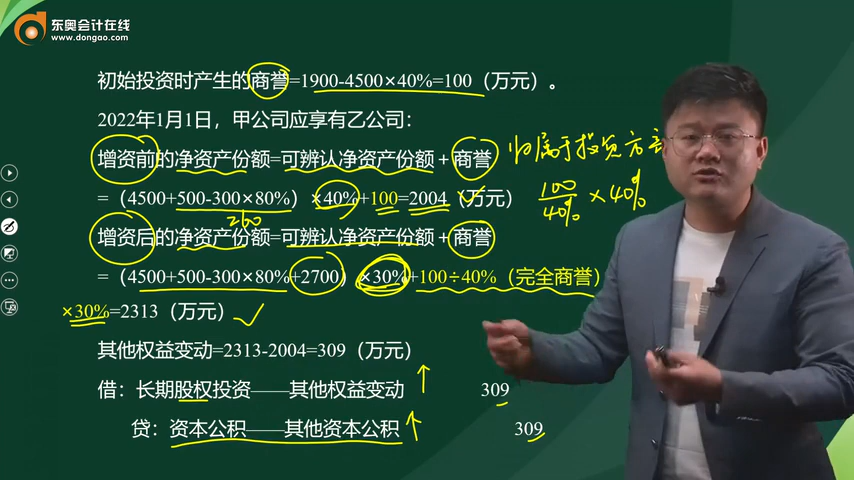 东奥会计在线
www.dongao.com
初始投资时产生的商誉=1900-4500×40%=100（万元）。
2022年1月1日，甲公司应享有乙公司：
增资前的净资产份额=可辨认净资产份额+商誉
归属于投资方
=（4500+500-300×80%）×40%+100=2004（万元）
260
100/40% ×40%
增资后的净资产份额=可辨认净资产份额+商誉
=（4500+500-300×80%+2700）×30%+100÷40%（完全商誉）
×30%=2313（万元）
其他权益变动=2313-2004=309（万元）
借：长期股权投资——其他权益变动 309
贷：资本公积——其他资本公积 309